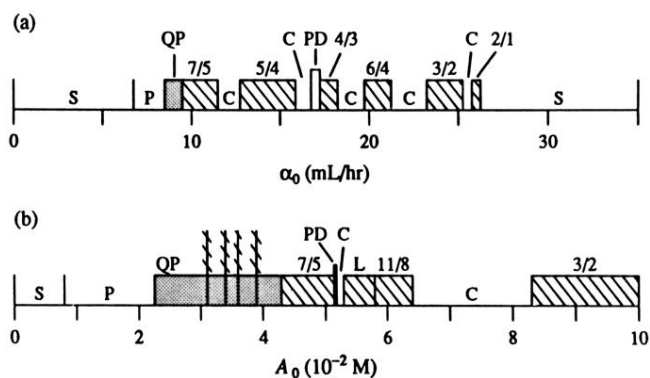 (a)
C PD 4/3 C 2/1
QP 7/5 5/4 6/4 3/2
S P C C C S
0 10 20 30
α₀ (mL/hr)
(b)
PD C
QP 7/5 L 11/8 3/2
S P C
0 2 4 6 8 10
A₀ (10⁻² M)